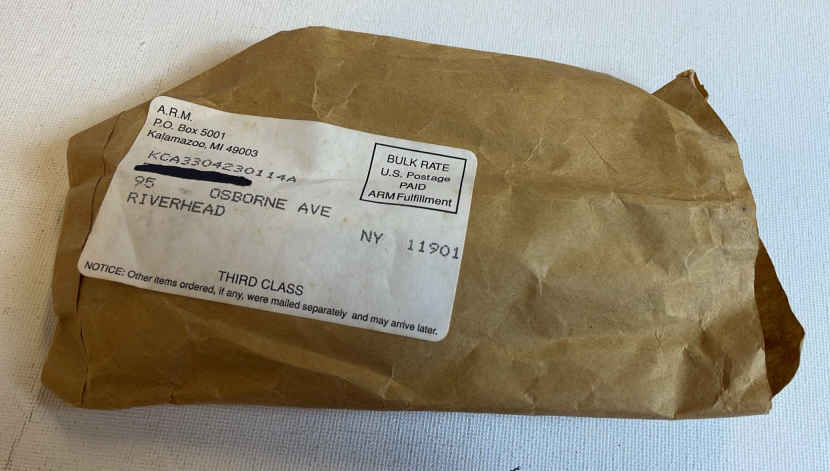 A.R.M.
P.O. Box 5001
Kalamazoo, MI 49003
BULK RATE
U.S. Postage
PAID
ARM Fulfillment
KCA3304230114A
95 OSBORNE AVE
RIVERHEAD
NY 11901
THIRD CLASS
NOTICE: Other items ordered, if any, were mailed separately and may arrive later.